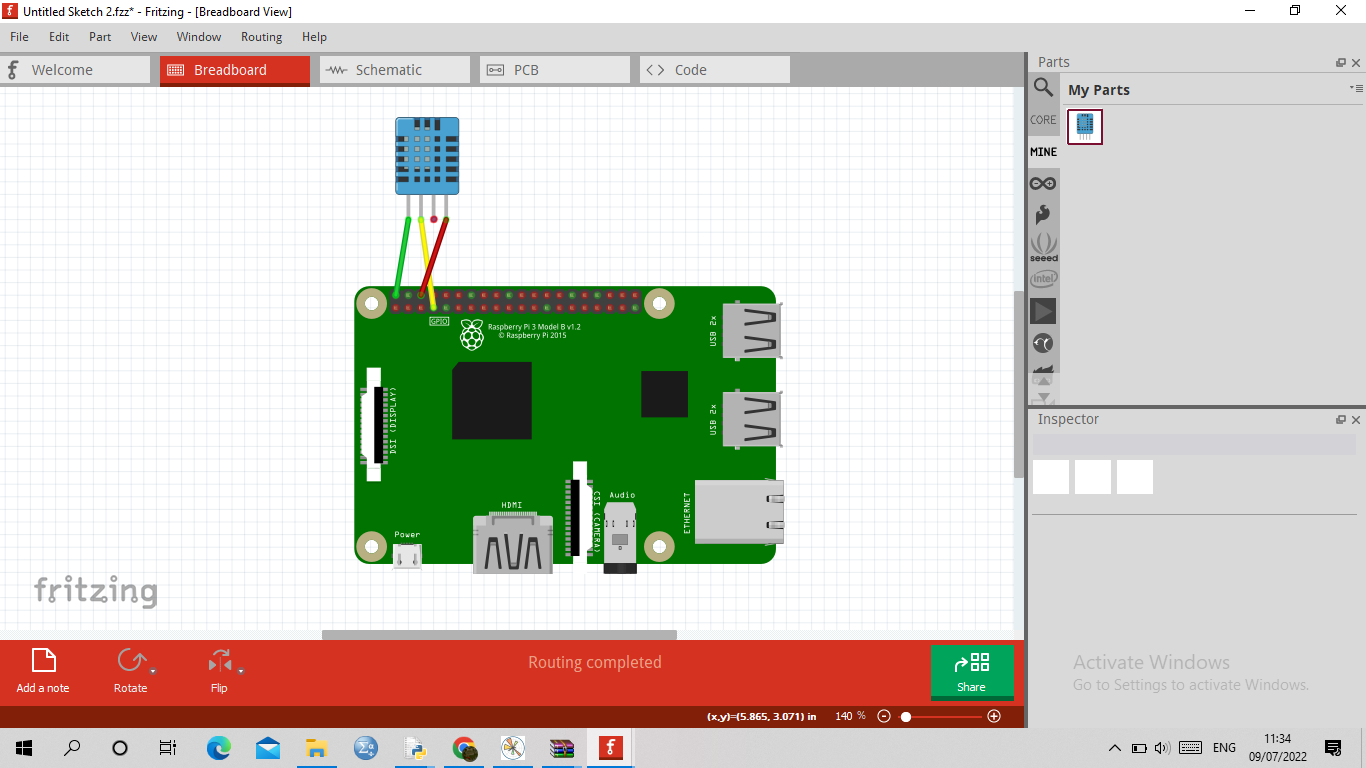 Untitled Sketch 2.fzz* - Fritzing - [Breadboard View]
File Edit Part View Window Routing Help
Welcome Breadboard Schematic PCB Code
Parts
My Parts
CORE
MINE
seeed
intel
GPIO
Raspberry Pi 3 Model B v1.2
© Raspberry Pi 2015
USB 2x
DSI (DISPLAY)
USB 2x
Inspector
HDMI
CSI (CAMERA)
Audio
ETHERNET
Power
fritzing
Add a note
Rotate
Flip
Routing completed
Share
Activate Windows
Go to Settings to activate Windows.
(x,y)=(5.865, 3.071) in 140 %
ENG
11:34
09/07/2022